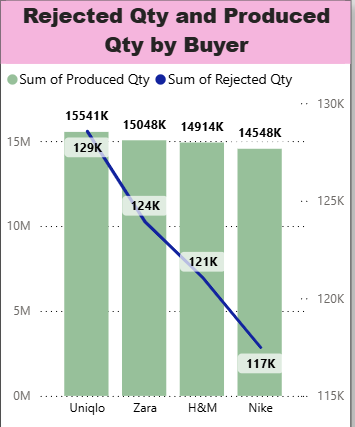 Rejected Qty and Produced
Qty by Buyer
Sum of Produced Qty Sum of Rejected Qty
15541K 15048K 14914K 14548K
129K 124K 121K 117K
15M
10M
5M
0M
130K
125K
120K
115K
Uniqlo Zara H&M Nike